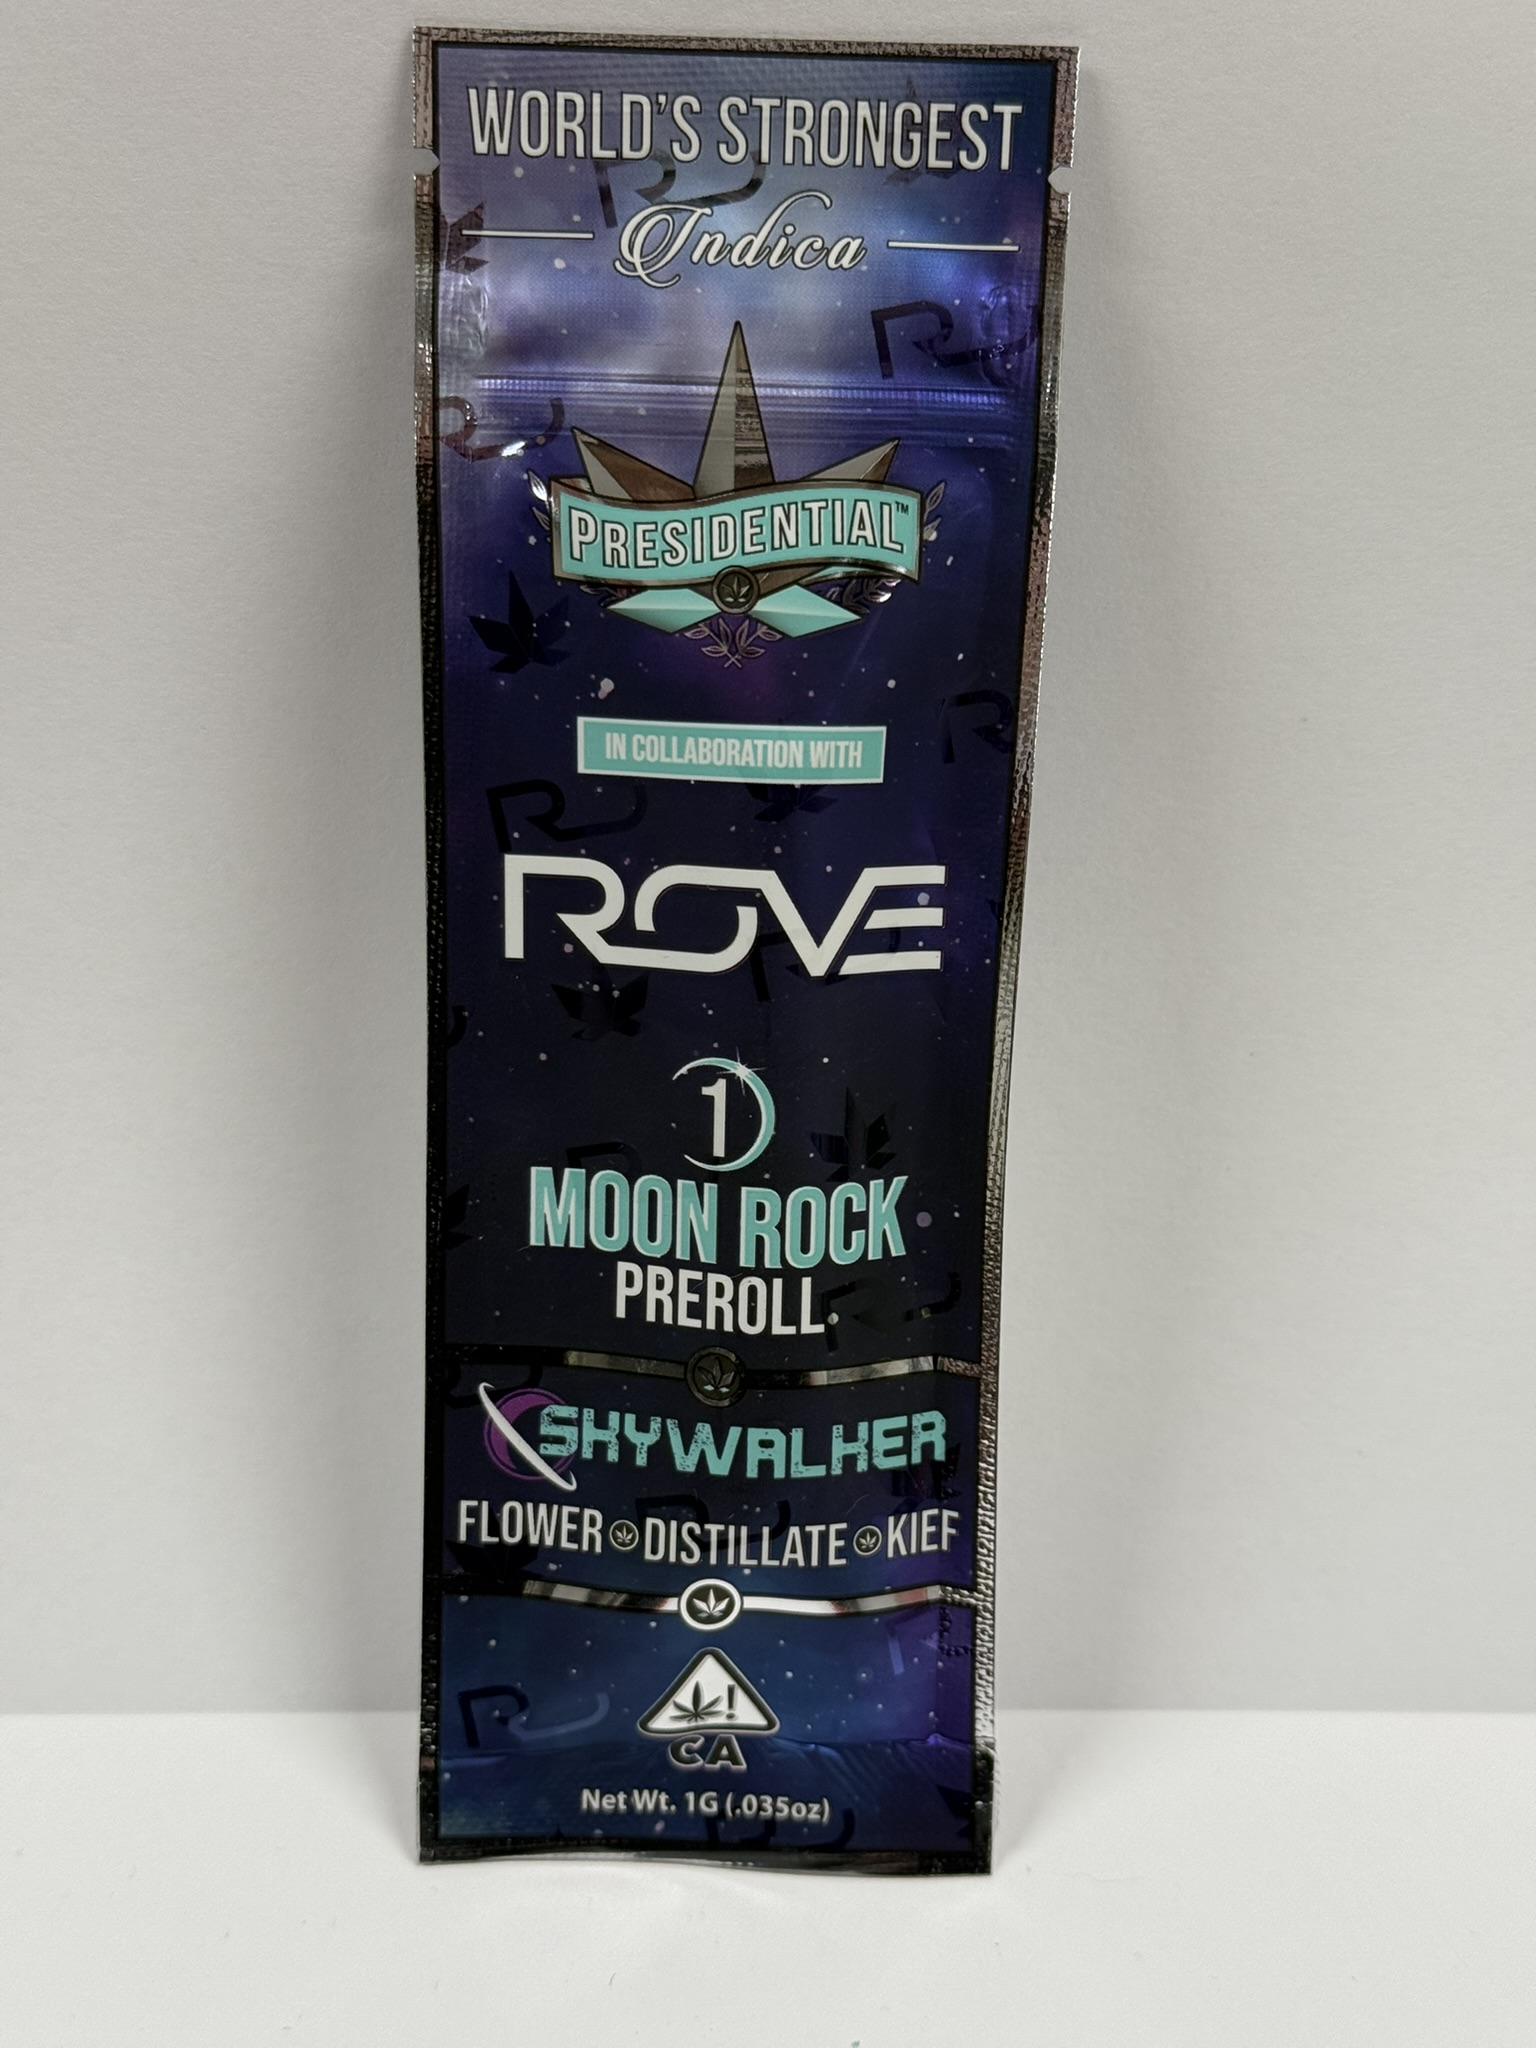 WORLD'S STRONGEST
Indica
PRESIDENTIAL™
IN COLLABORATION WITH
ROVE
1
MOON ROCK
PREROLL
SKYWALKER
FLOWER DISTILLATE KIEF
!
CA
Net Wt. 1G (.035oz)